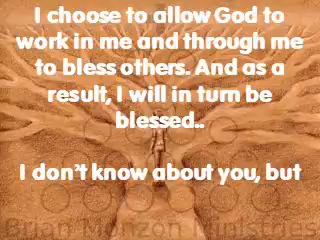 I choose to allow God to
work in me and through me
to bless others. And as a
result, I will in turn be
blessed..
I don't know about you, but
Brian Monzon Ministries